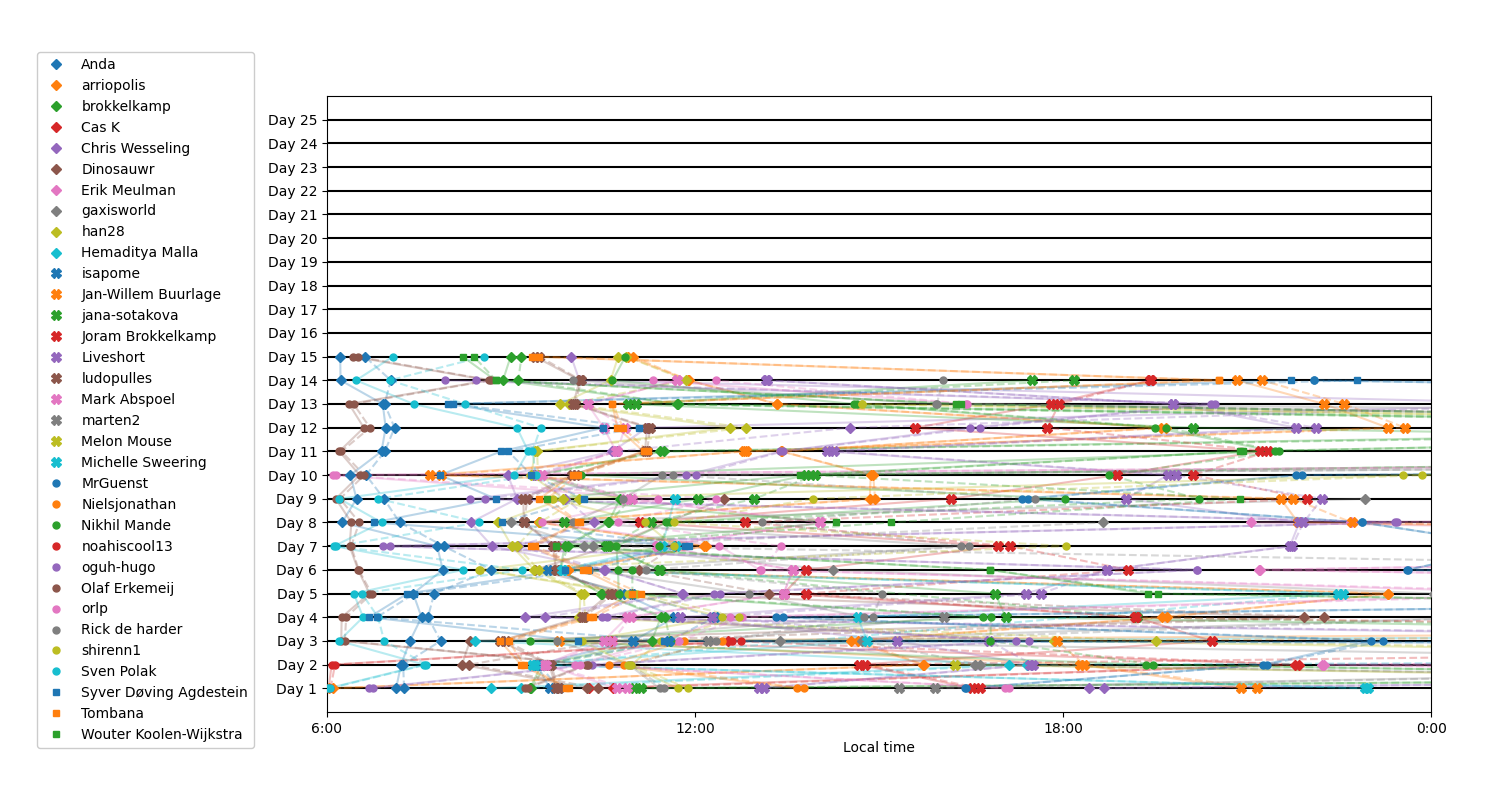 Anda
arriopolis
brokkelkamp
Cas K
Chris Wesseling
Dinosauwr
Erik Meulman
gaxisworld
han28
Hemaditya Malla
isapome
Jan-Willem Buurlage
jana-sotakova
Joram Brokkelkamp
Liveshort
ludopulles
Mark Abspoel
marten2
Melon Mouse
Michelle Sweering
MrGuenst
Nielsjonathan
Nikhil Mande
noahiscool13
oguh-hugo
Olaf Erkemeij
orlp
Rick de harder
shirenn1
Sven Polak
Syver Døving Agdestein
Tombana
Wouter Koolen-Wijkstra
Day 25
Day 24
Day 23
Day 22
Day 21
Day 20
Day 19
Day 18
Day 17
Day 16
Day 15
Day 14
Day 13
Day 12
Day 11
Day 10
Day 9
Day 8
Day 7
Day 6
Day 5
Day 4
Day 3
Day 2
Day 1
6:00 12:00 18:00 0:00
Local time